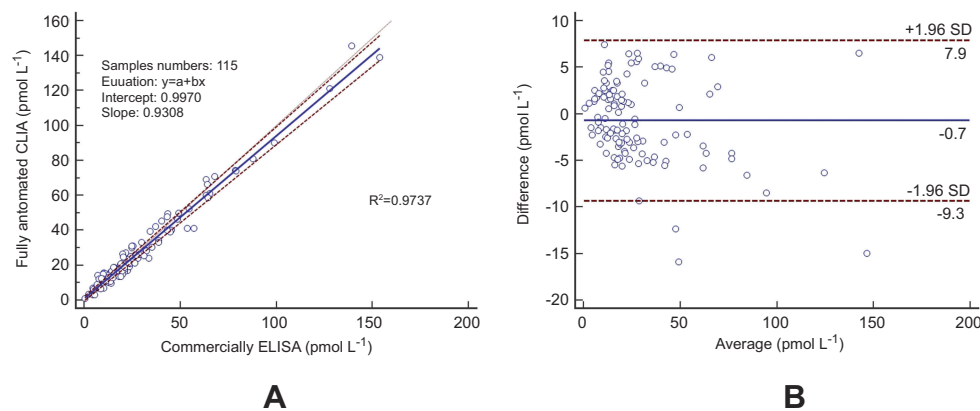 A
B
160
140
120
100
80
60
40
20
0
Fully antomated CLIA (pmol L-1)
Samples numbers: 115
Euuation: y=a+bx
Intercept: 0.9970
Slope: 0.9308
R2=0.9737
0 50 100 150 200
Commercially ELISA (pmol L-1)
A
10
5
0
-5
-10
-15
-20
Difference (pmol L-1)
+1.96 SD
7.9
-0.7
-1.96 SD
-9.3
0 50 100 150 200
Average (pmol L-1)
B